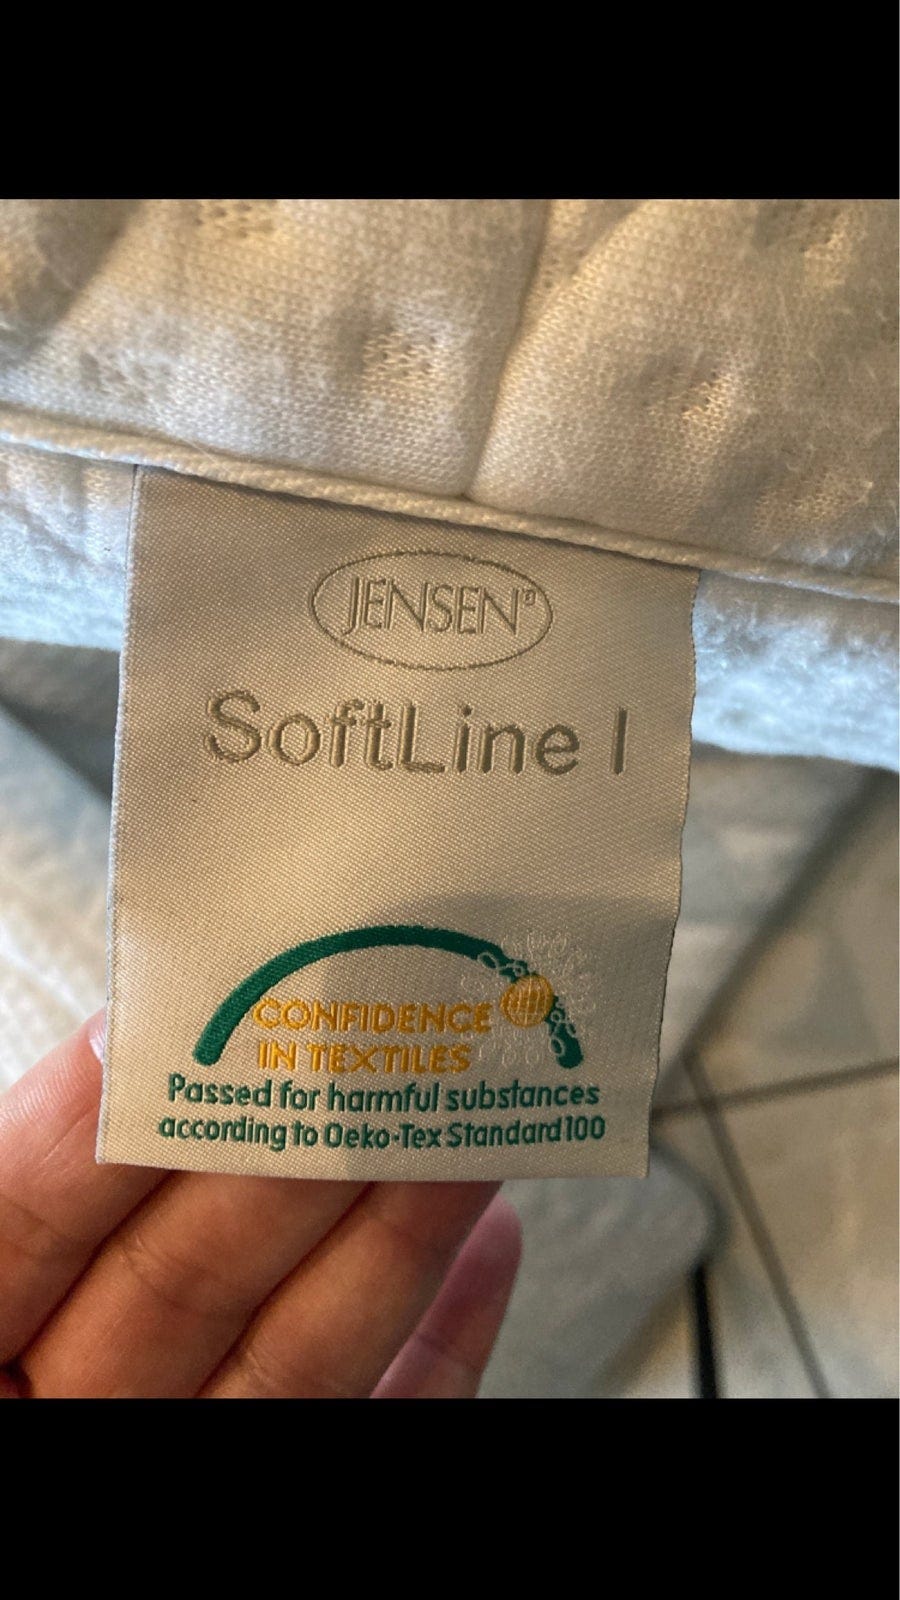 JENSEN®
SoftLine I
CONFIDENCE
IN TEXTILES
Passed for harmful substances
according to Oeko-Tex Standard 100